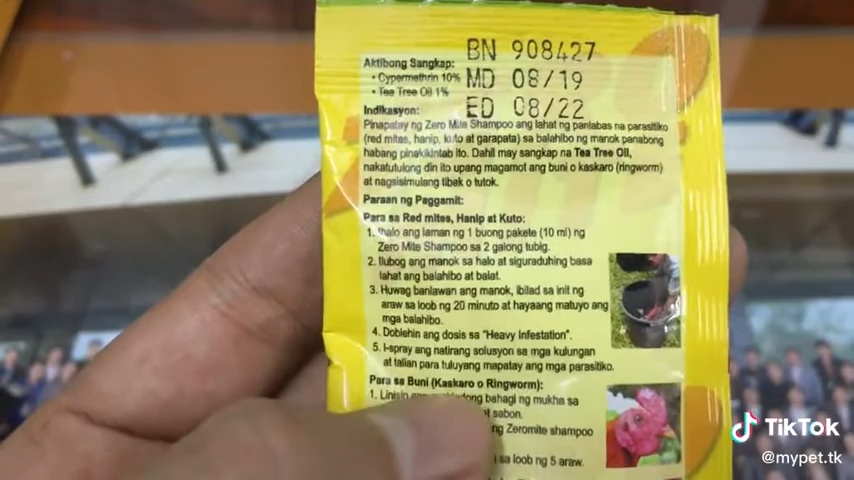 BN 908427
MD 08/19
ED 08/22
Aktibong Sangkap:
• Cypermethrin 10%
• Tea Tree Oil 1%
Indikasyon:
Pinapatay ng Zero Mite Shampoo ang lahat ng panlabas na parasitiko
(red mites, hanip, kuto at garapata) sa balahibo ng manok panabong
habang pinakikintab ito. Dahil may sangkap na Tea Tree Oil,
nakatutulong din ito upang magamot ang buni o kaskaro (ringworm)
at nagsisimulang tibak o tutok.
Paraan ng Paggamit:
Para sa Red mites, Hanip at Kuto:
1. Ihalo ang laman ng 1 buong pakete (10 ml) ng
Zero Mite Shampoo sa 2 galong tubig.
2. Ilubog ang manok sa halo at siguraduhing basa
lahat ang balahibo at balat.
3. Huwag banlawan ang manok, ibilad sa init ng
araw sa loob ng 20 minuto at hayaang matuyo ang
mga balahibo.
4. Doblehin ang dosis sa "Heavy Infestation".
5. I-spray ang natirang solusyon sa mga kulungan
at talian para tuluyang mapatay ang mga parasitiko.
Para sa Buni (Kaskaro o Ringworm):
1. Linisin bahagi ng mukha sa
sabon.
ng Zeromite shampoo
sa loob ng 5 araw.
TikTok
@mypet.tk